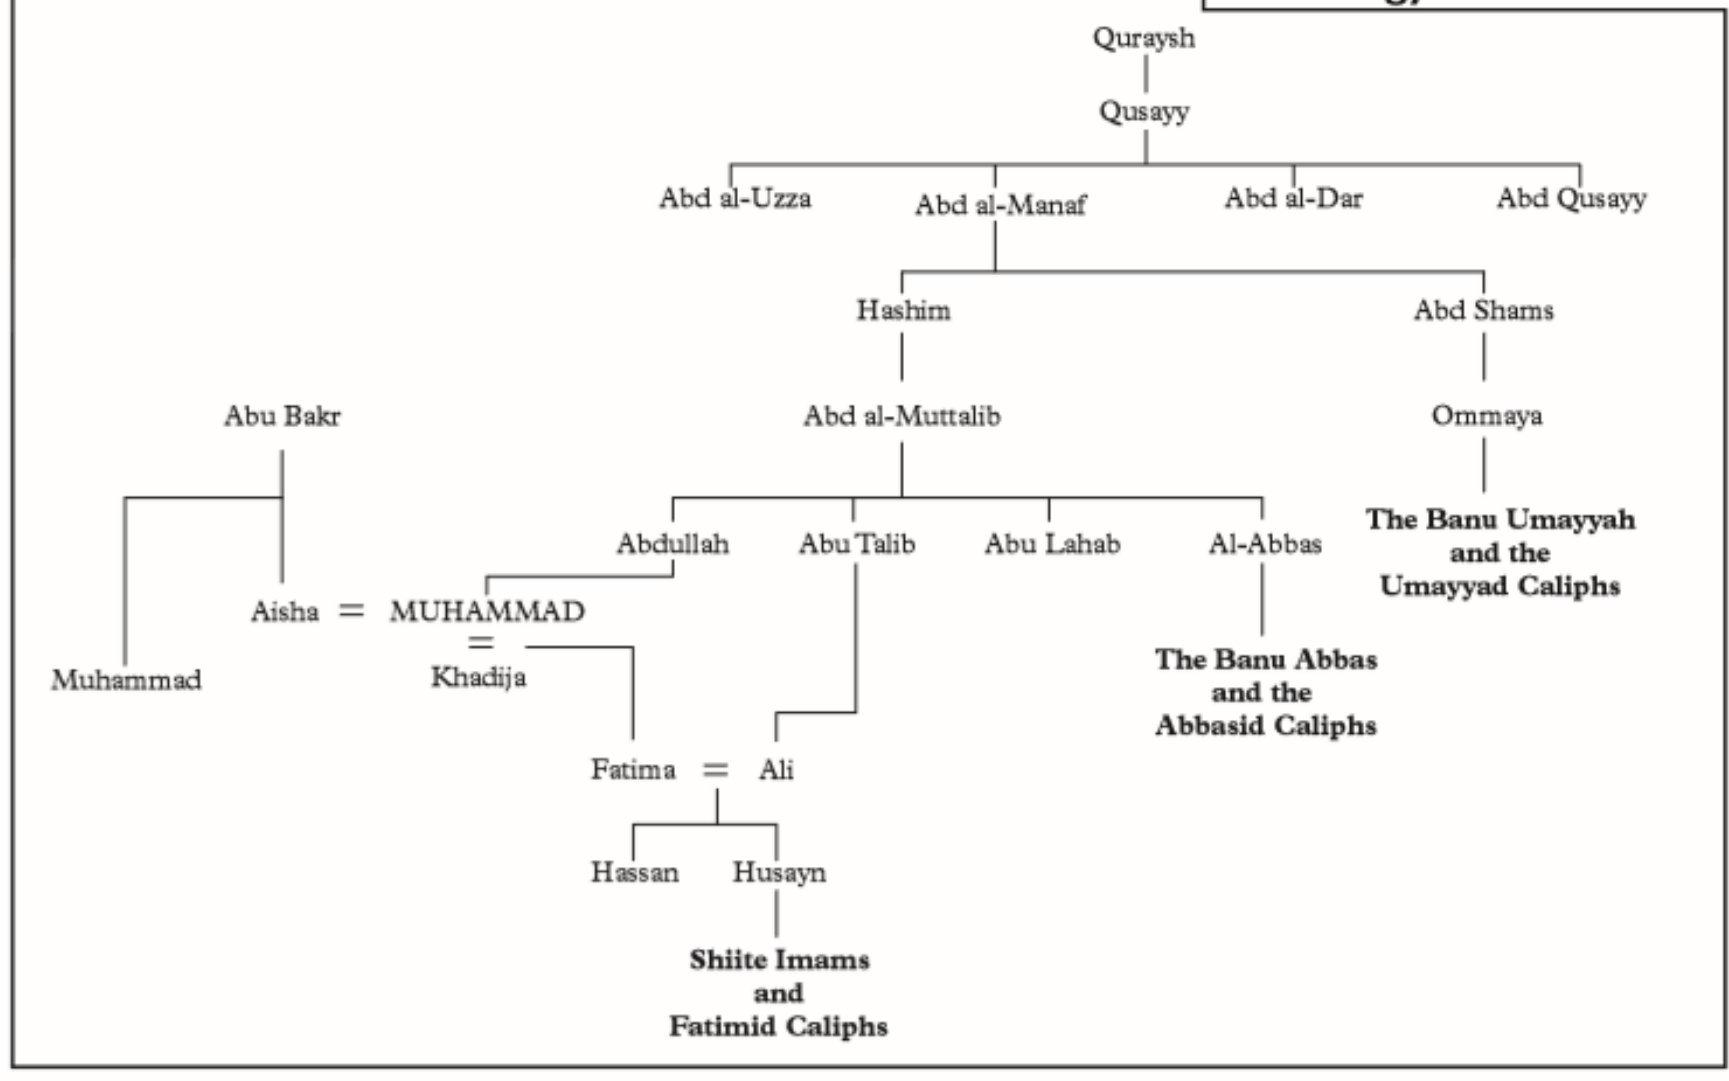 Quraysh
Qusayy
Abd al-Uzza
Abd al-Manaf
Abd al-Dar
Abd Qusayy
Hashim
Abd Shams
Abu Bakr
Abd al-Muttalib
Ommaya
Abdullah
Abu Talib
Abu Lahab
Al-Abbas
The Banu Umayyah
and the
Umayyad Caliphs
Aisha = MUHAMMAD
=
Khadija
Muhammad
The Banu Abbas
and the
Abbasid Caliphs
Fatima = Ali
Hassan
Husayn
Shiite Imams
and
Fatimid Caliphs